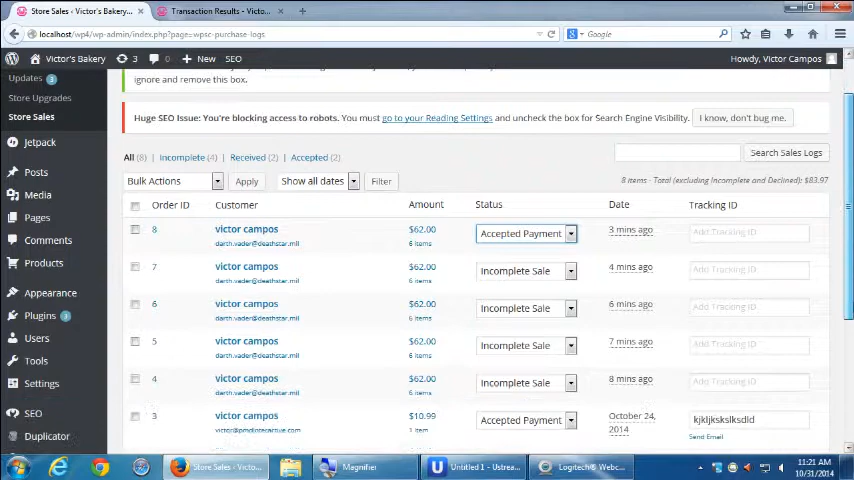 Store Sales ‹ Victor's Bakery... ×
Transaction Results - Victo... ×
localhost/wp4/wp-admin/index.php?page=wpsc-purchase-logs
Google
Victor's Bakery 3 0 + New SEO
Howdy, Victor Campos
Updates 3
Store Upgrades
Store Sales
Jetpack
Posts
Media
Pages
Comments
Products
Appearance
Plugins 3
Users
Tools
Settings
SEO
Duplicator
ignore and remove this box.
Huge SEO Issue: You're blocking access to robots. You must go to your Reading Settings and uncheck the box for Search Engine Visibility. I know, don't bug me.
All (8) | Incomplete (4) | Received (2) | Accepted (2)
Search Sales Logs
Bulk Actions Apply Show all dates Filter
8 items - Total (excluding Incomplete and Declined): $83.97
Order ID Customer Amount Status Date Tracking ID
8 victor campos $62.00 Accepted Payment 3 mins ago Add Tracking ID
darth.vader@deathstar.mil 6 items
7 victor campos $62.00 Incomplete Sale 4 mins ago Add Tracking ID
darth.vader@deathstar.mil 6 items
6 victor campos $62.00 Incomplete Sale 6 mins ago Add Tracking ID
darth.vader@deathstar.mil 6 items
5 victor campos $62.00 Incomplete Sale 7 mins ago Add Tracking ID
darth.vader@deathstar.mil 6 items
4 victor campos $62.00 Incomplete Sale 8 mins ago Add Tracking ID
darth.vader@deathstar.mil 6 items
3 victor campos $10.99 Accepted Payment October 24, 2014 kjkljkskslksdld
victor@pmdinteractive.com 1 item Send Email
Store Sales ‹ Victo...
Magnifier
Untitled 1 - Ustrea...
Logitech® Webc...
11:21 AM
10/31/2014